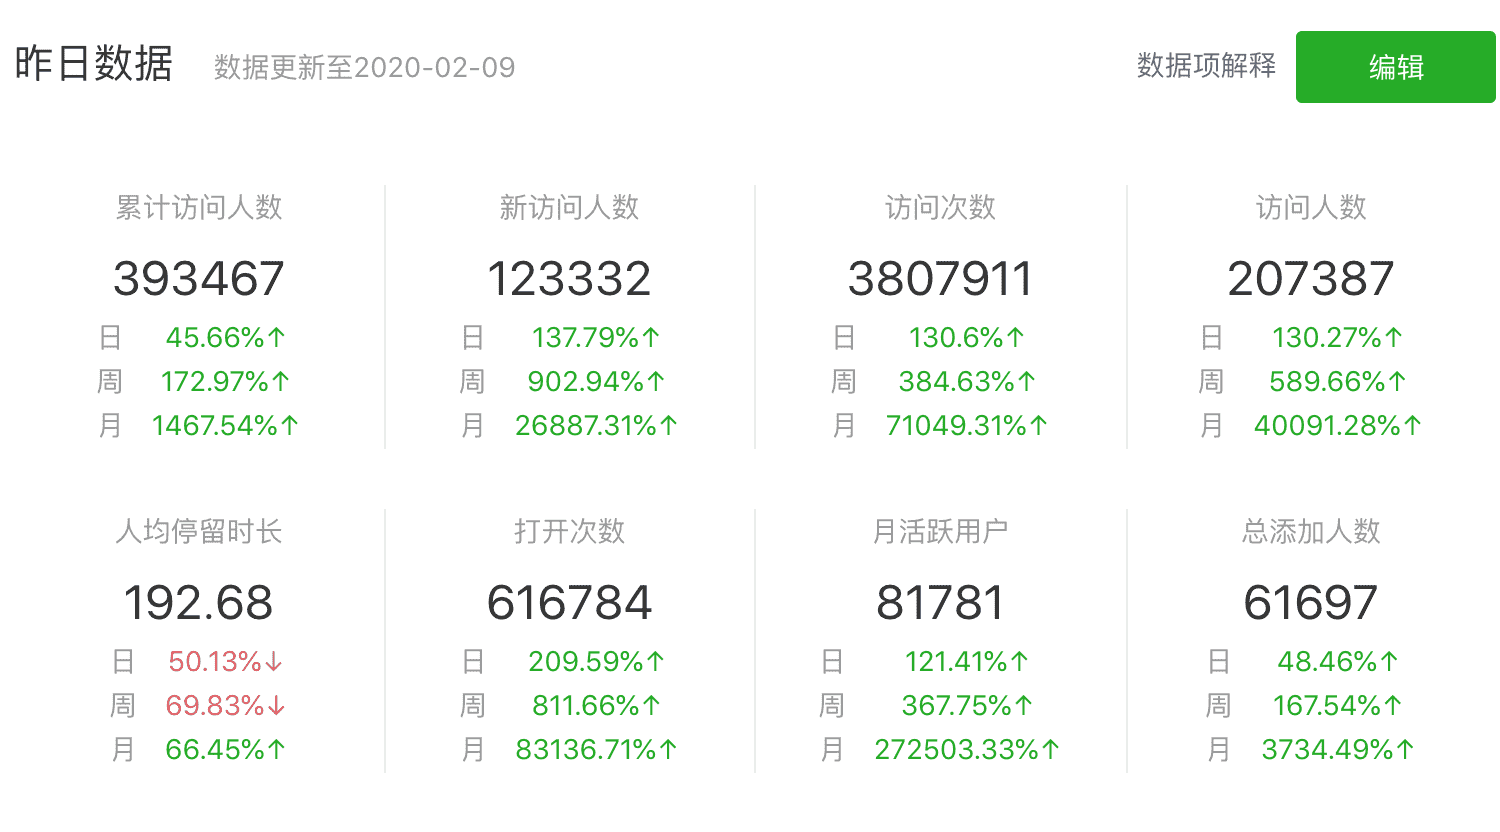 昨日数据 数据更新至2020-02-09 数据项解释 编辑
累计访问人数 新访问人数 访问次数 访问人数
393467 123332 3807911 207387
日 45.66%↑ 日 137.79%↑ 日 130.6%↑ 日 130.27%↑
周 172.97%↑ 周 902.94%↑ 周 384.63%↑ 周 589.66%↑
月 1467.54%↑ 月 26887.31%↑ 月 71049.31%↑ 月 40091.28%↑
人均停留时长 打开次数 月活跃用户 总添加人数
192.68 616784 81781 61697
日 50.13%↓ 日 209.59%↑ 日 121.41%↑ 日 48.46%↑
周 69.83%↓ 周 811.66%↑ 周 367.75%↑ 周 167.54%↑
月 66.45%↑ 月 83136.71%↑ 月 272503.33%↑ 月 3734.49%↑